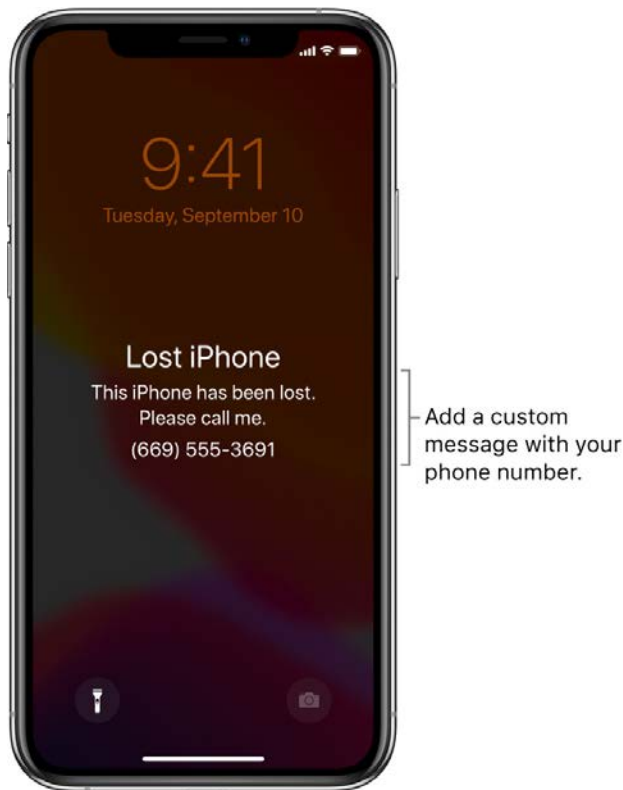 9:41
Tuesday, September 10
Lost iPhone
This iPhone has been lost.
Please call me.
(669) 555-3691
Add a custom
message with your
phone number.